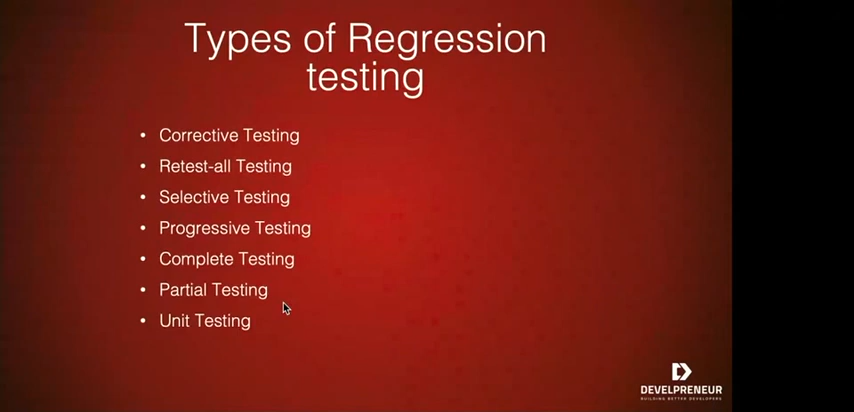 Types of Regression
testing
• Corrective Testing
• Retest-all Testing
• Selective Testing
• Progressive Testing
• Complete Testing
• Partial Testing
• Unit Testing
DEVELPRENEUR
BUILDING BETTER DEVELOPERS